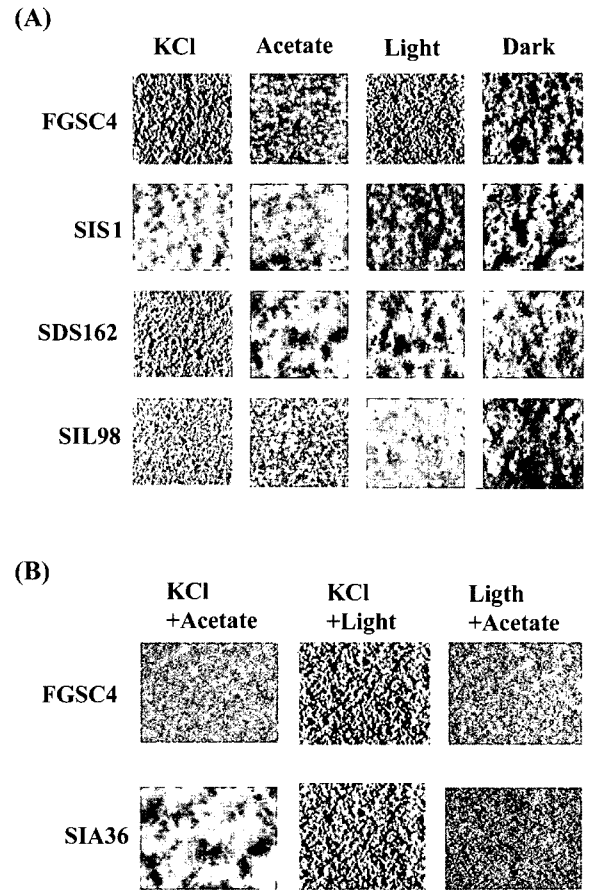 (A)
KCl Acetate Light Dark
FGSC4
SIS1
SDS162
SIL98
(B)
KCl KCl Ligth
+Acetate +Light +Acetate
FGSC4
SIA36